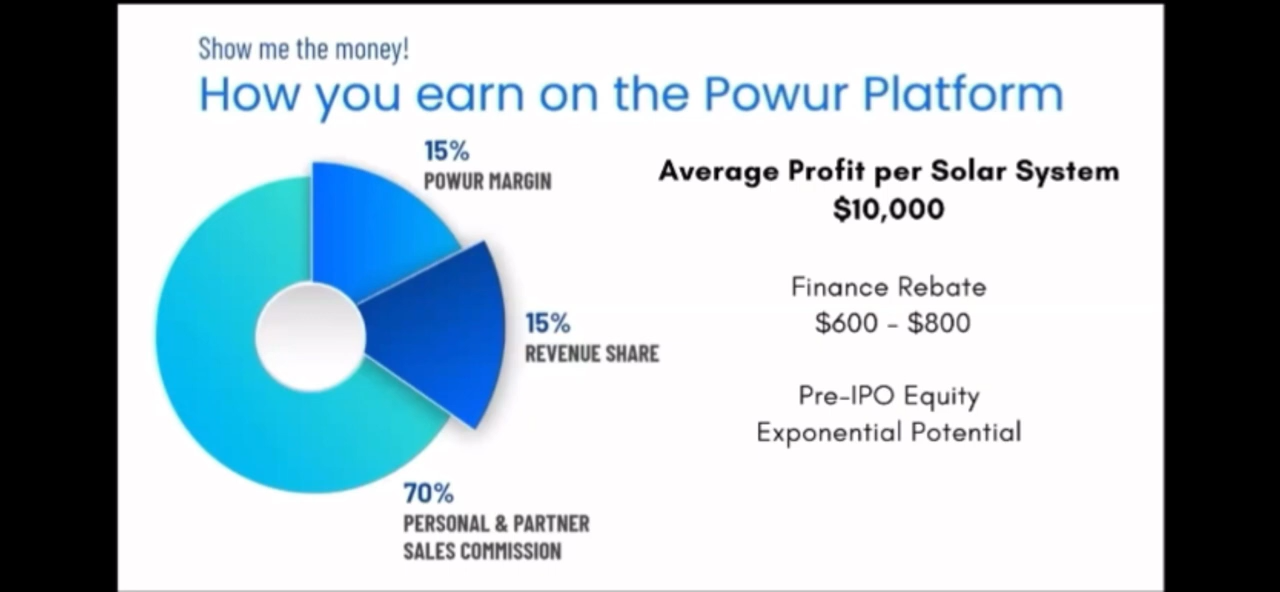 Show me the money!
How you earn on the Powur Platform
15%
POWUR MARGIN
15%
REVENUE SHARE
70%
PERSONAL & PARTNER
SALES COMMISSION
Average Profit per Solar System
$10,000
Finance Rebate
$600 - $800
Pre-IPO Equity
Exponential Potential